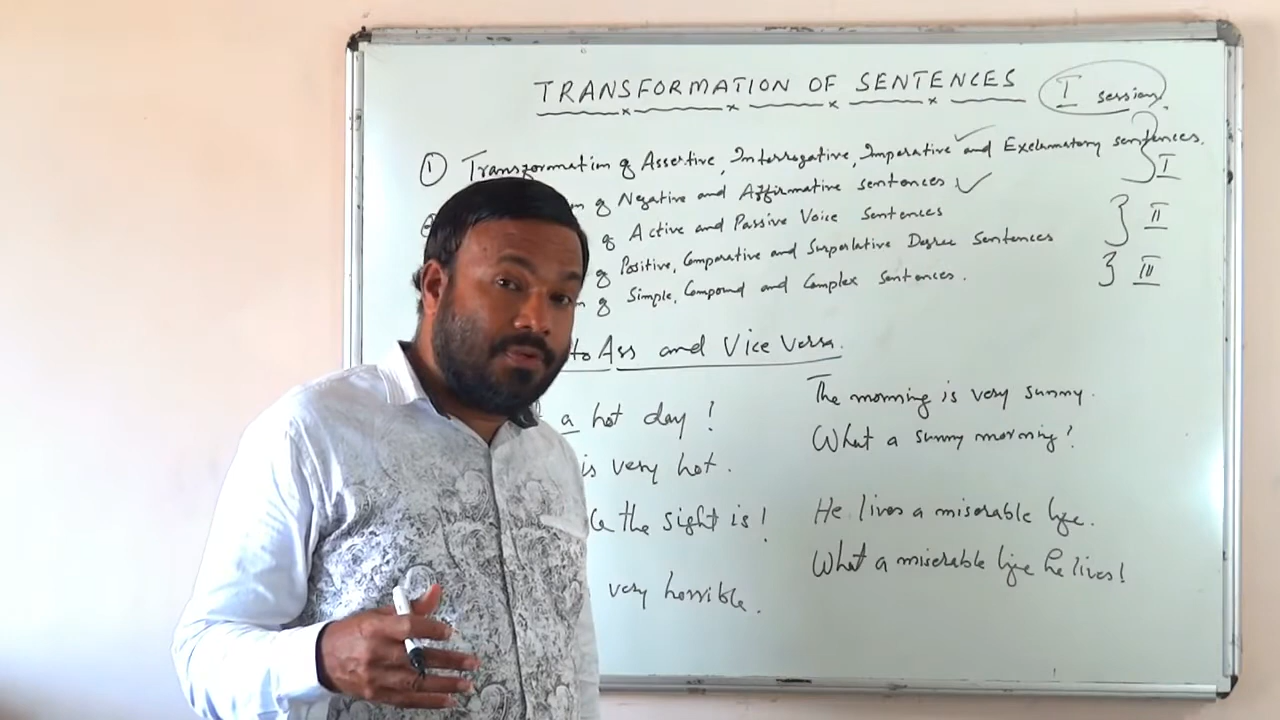 TRANSFORMATION OF SENTENCES
I session
① Transformation of Assertive, Interrogative, Imperative and Exclamatory sentences.
I
of Negative and Affirmative sentences ✓
of Active and Passive Voice sentences
II
of Positive, Comparative and Superlative Degree sentences
of Simple, Compound and Complex sentences.
III
to Ass and Vice Versa.
a hot day !
is very hot.
the sight is !
very horrible.
The morning is very sunny.
What a sunny morning!
He lives a miserable life.
What a miserable life he lives!